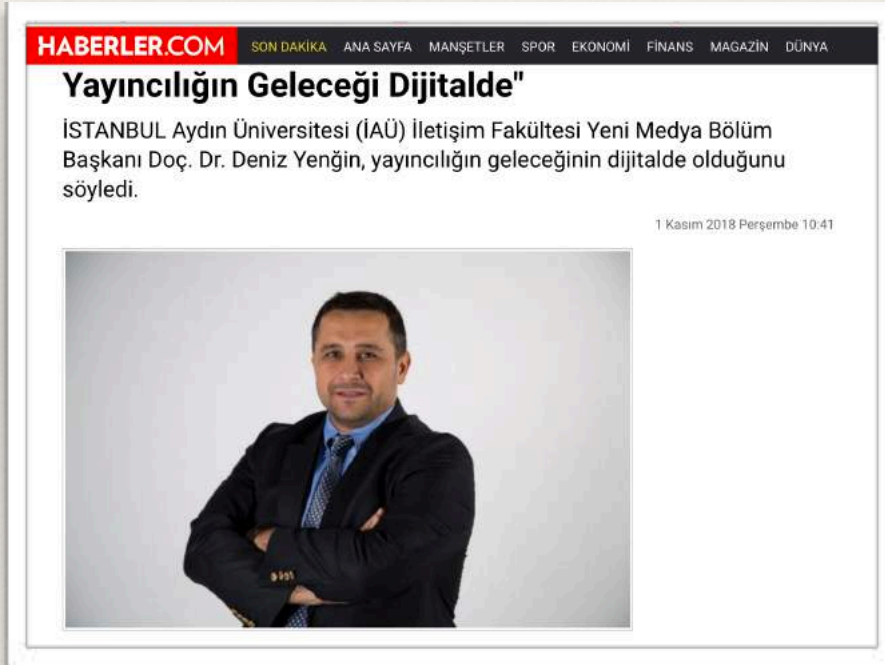 HABERLER.COM SON DAKİKA ANA SAYFA MANŞETLER SPOR EKONOMİ FİNANS MAGAZİN DÜNYA
Yayıncılığın Geleceği Dijitalde"
İSTANBUL Aydın Üniversitesi (İAÜ) İletişim Fakültesi Yeni Medya Bölüm
Başkanı Doç. Dr. Deniz Yenğin, yayıncılığın geleceğinin dijitalde olduğunu
söyledi.
1 Kasım 2018 Perşembe 10:41